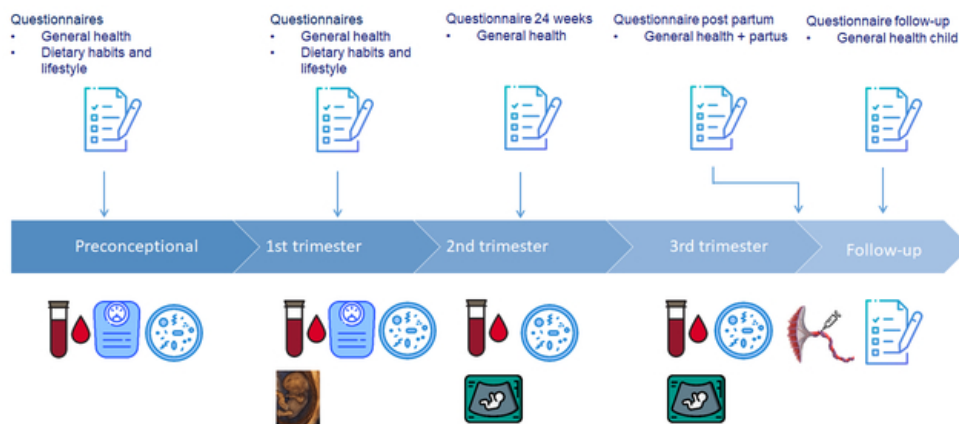 Questionnaires
• General health
• Dietary habits and
lifestyle
Questionnaires
• General health
• Dietary habits and
lifestyle
Questionnaire 24 weeks
• General health
Questionnaire post partum
• General health + partus
Questionnaire follow-up
• General health child
Preconceptional
1st trimester
2nd trimester
3rd trimester
Follow-up